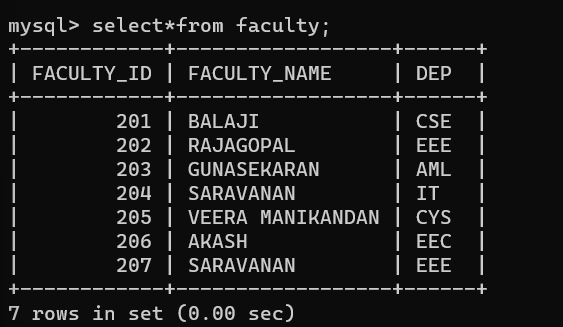 mysql> select*from faculty;
+------------+------------------+------+
| FACULTY_ID | FACULTY_NAME     | DEP  |
+------------+------------------+------+
|        201 | BALAJI           | CSE  |
|        202 | RAJAGOPAL        | EEE  |
|        203 | GUNASEKARAN      | AML  |
|        204 | SARAVANAN        | IT   |
|        205 | VEERA MANIKANDAN | CYS  |
|        206 | AKASH            | EEC  |
|        207 | SARAVANAN        | EEE  |
+------------+------------------+------+
7 rows in set (0.00 sec)